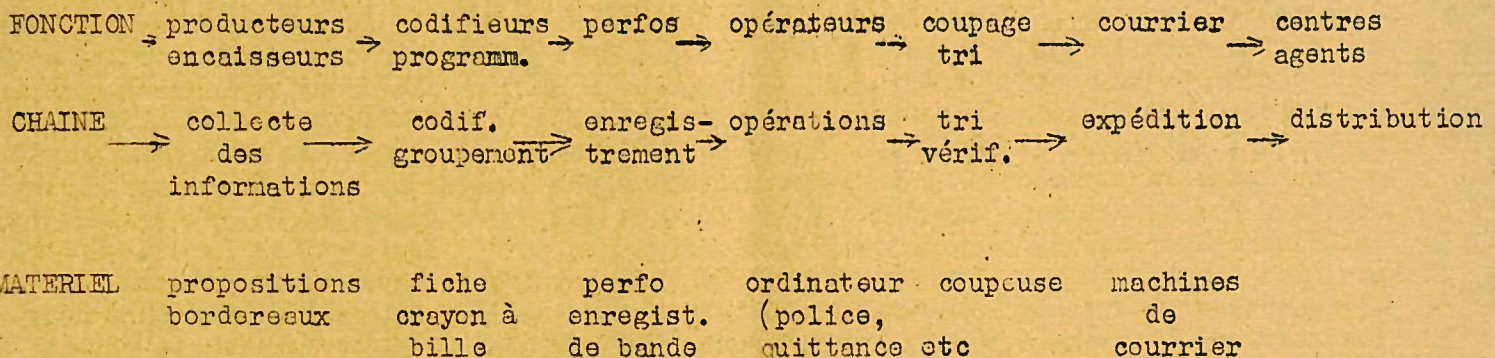 FONCTION → producteurs → codifieurs → perfos → opérateurs → coupage → courrier → centres
encaisseurs programm. tri agents
CHAINE → collecte → codif. → enregis- → opérations → tri → expédition → distribution
des groupement trement vérif.
informations
MATERIEL propositions fiche perfo ordinateur coupeuse machines
bordereaux crayon à enregist. (police, de
bille de bande quittance etc courrier